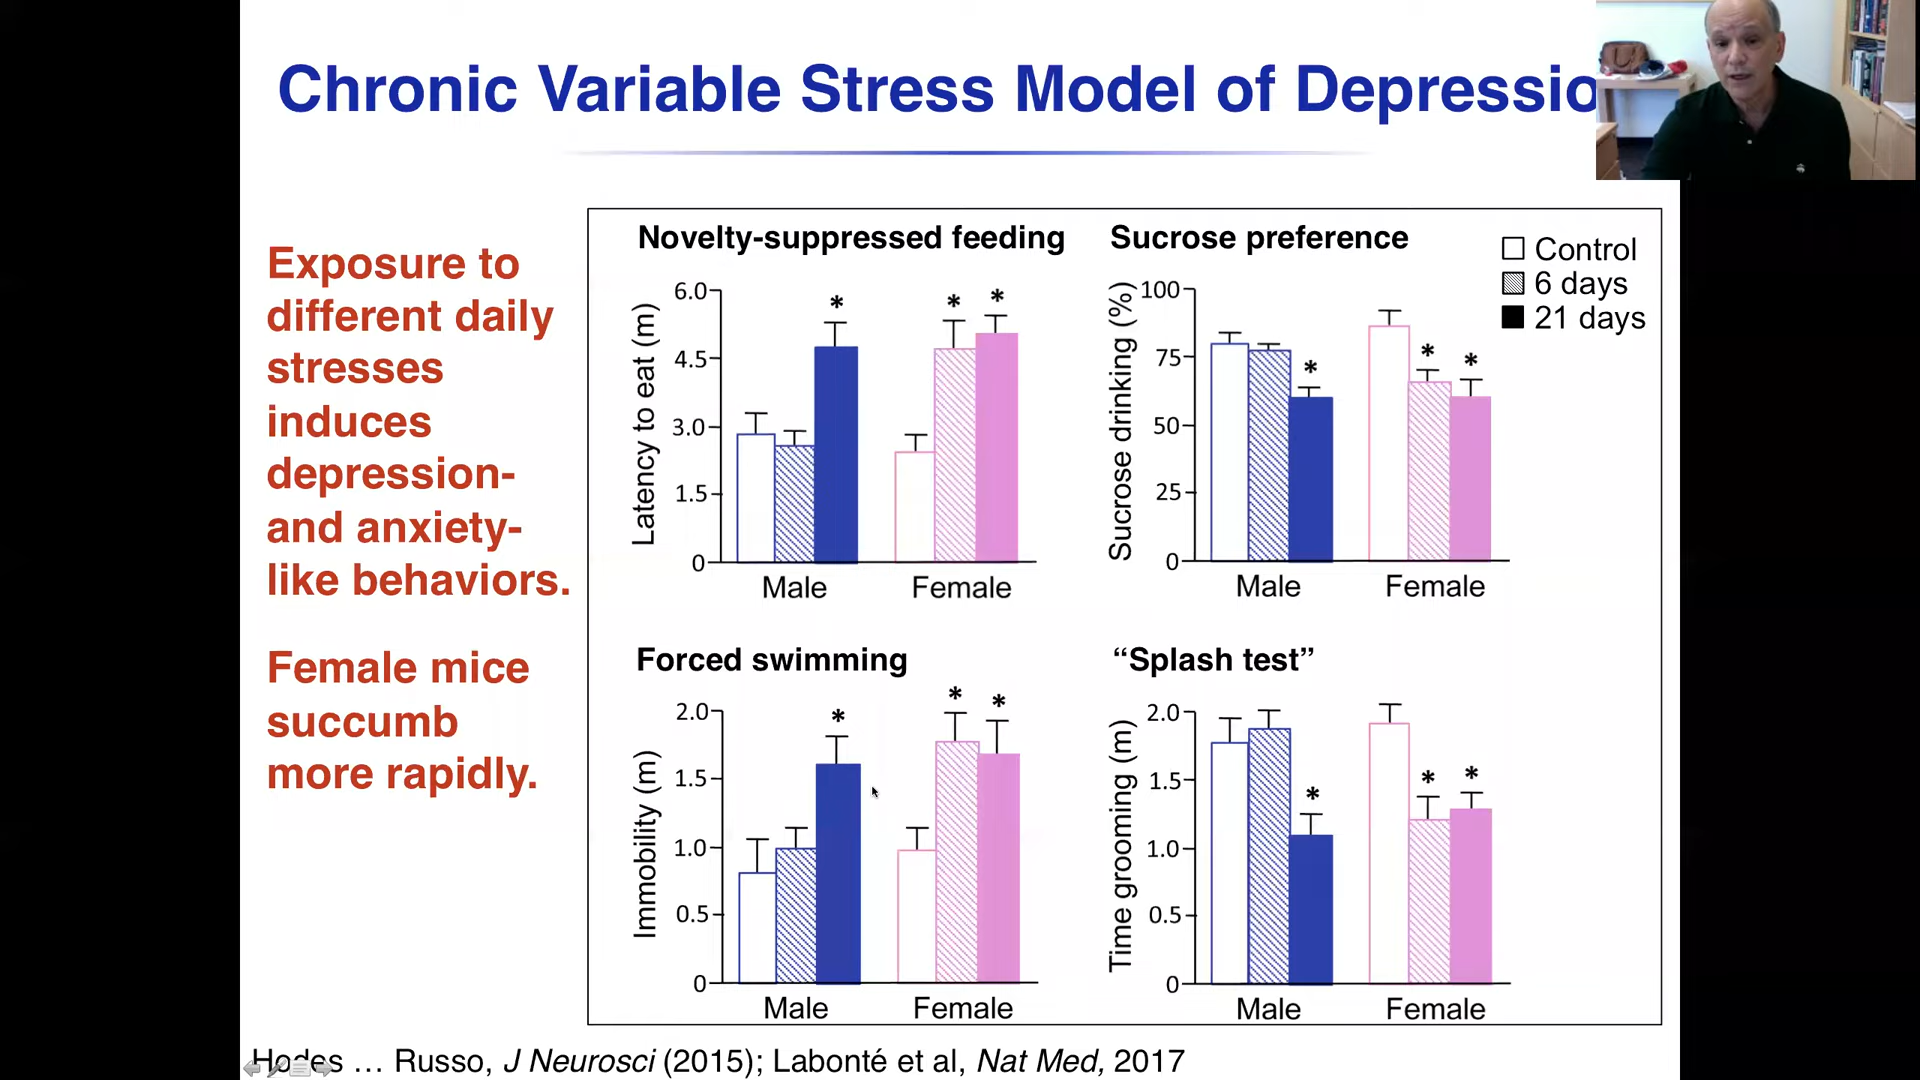 Chronic Variable Stress Model of Depressio
Exposure to
different daily
stresses
induces
depression-
and anxiety-
like behaviors.
Female mice
succumb
more rapidly.
Novelty-suppressed feeding
Latency to eat (m)
6.0
4.5
3.0
1.5
0
*
* *
Male Female
Sucrose preference
Sucrose drinking (%)
100
75
50
25
0
*
* *
Male Female
Control
6 days
21 days
Forced swimming
Immobility (m)
2.0
1.5
1.0
0.5
0
*
* *
Male Female
“Splash test”
Time grooming (m)
2.0
1.5
1.0
0.5
0
*
* *
Male Female
Hodes … Russo, J Neurosci (2015); Labonté et al, Nat Med, 2017